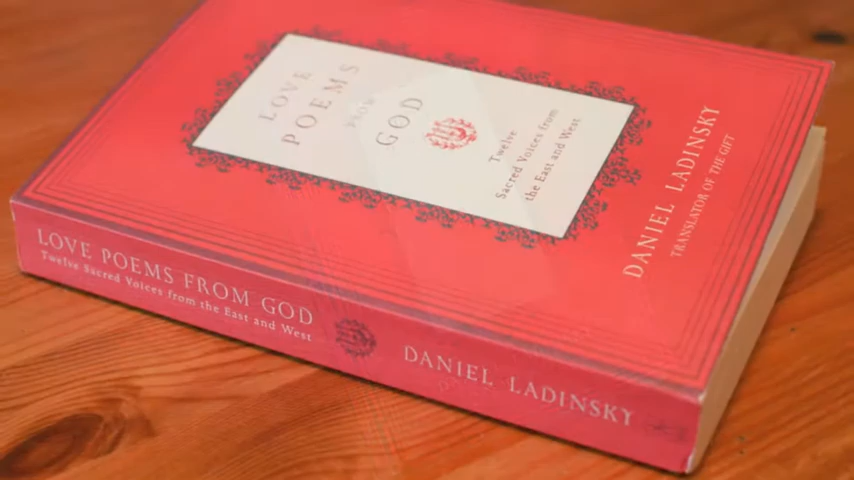 LOVE
POEMS
FROM
GOD
Twelve
Sacred Voices from
the East and West
DANIEL LADINSKY
TRANSLATOR OF THE GIFT
LOVE POEMS FROM GOD
Twelve Sacred Voices from the East and West
DANIEL LADINSKY